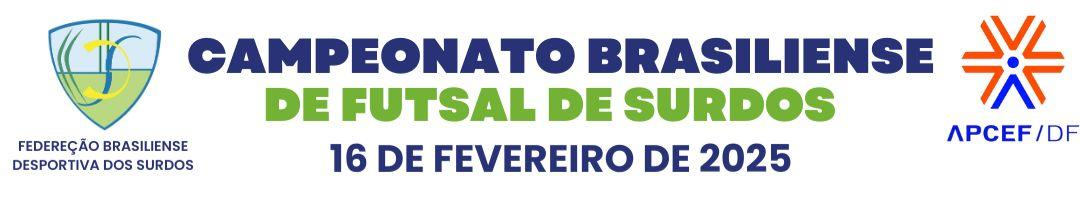 CAMPEONATO BRASILIENSE
DE FUTSAL DE SURDOS
16 DE FEVEREIRO DE 2025
FEDEREÇÃO BRASILIENSE
DESPORTIVA DOS SURDOS
APCEF/DF